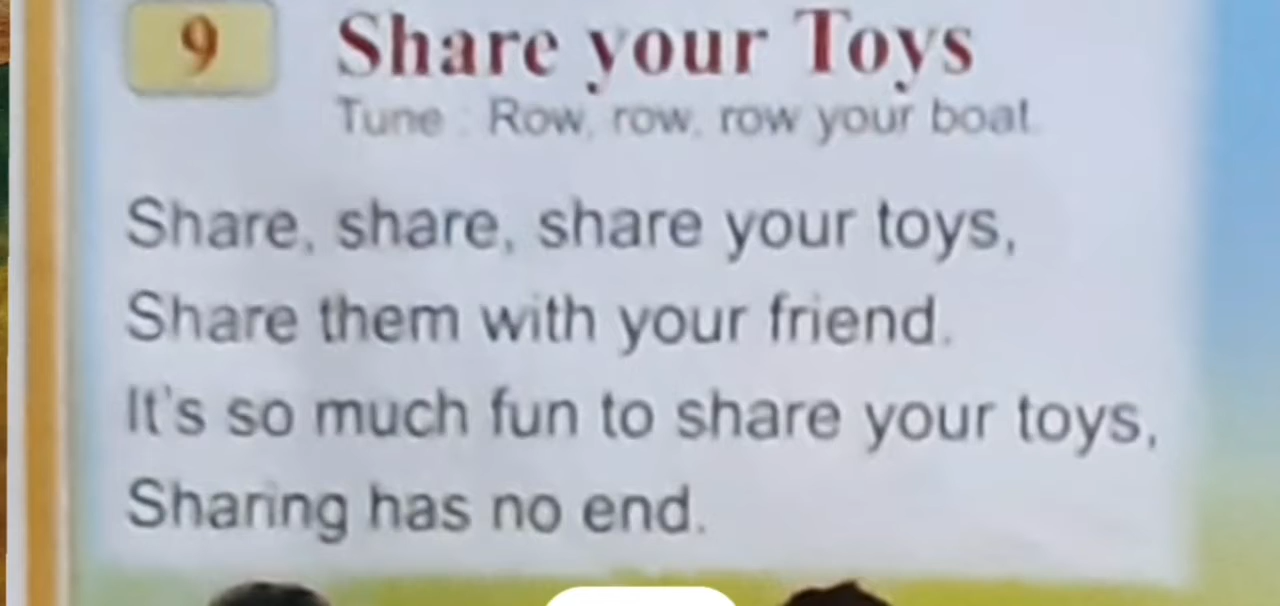 9 Share your Toys
Tune : Row, row, row your boat.
Share, share, share your toys,
Share them with your friend.
It's so much fun to share your toys,
Sharing has no end.